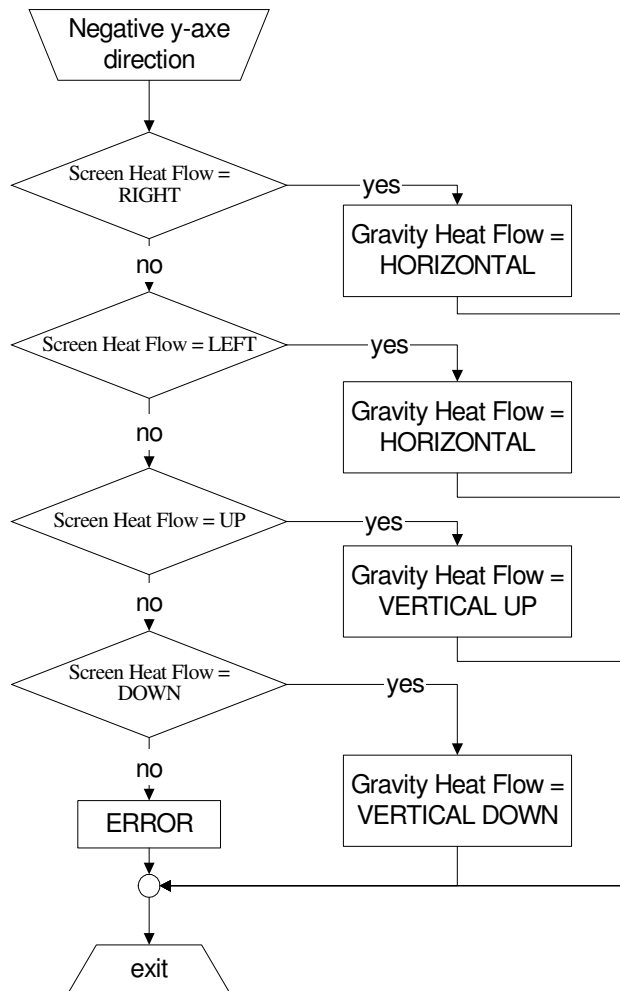 Negative y-axe
direction
Screen Heat Flow =
RIGHT
yes
Gravity Heat Flow =
HORIZONTAL
no
Screen Heat Flow = LEFT
yes
Gravity Heat Flow =
HORIZONTAL
no
Screen Heat Flow = UP
yes
Gravity Heat Flow =
VERTICAL UP
no
Screen Heat Flow =
DOWN
yes
Gravity Heat Flow =
VERTICAL DOWN
no
ERROR
exit